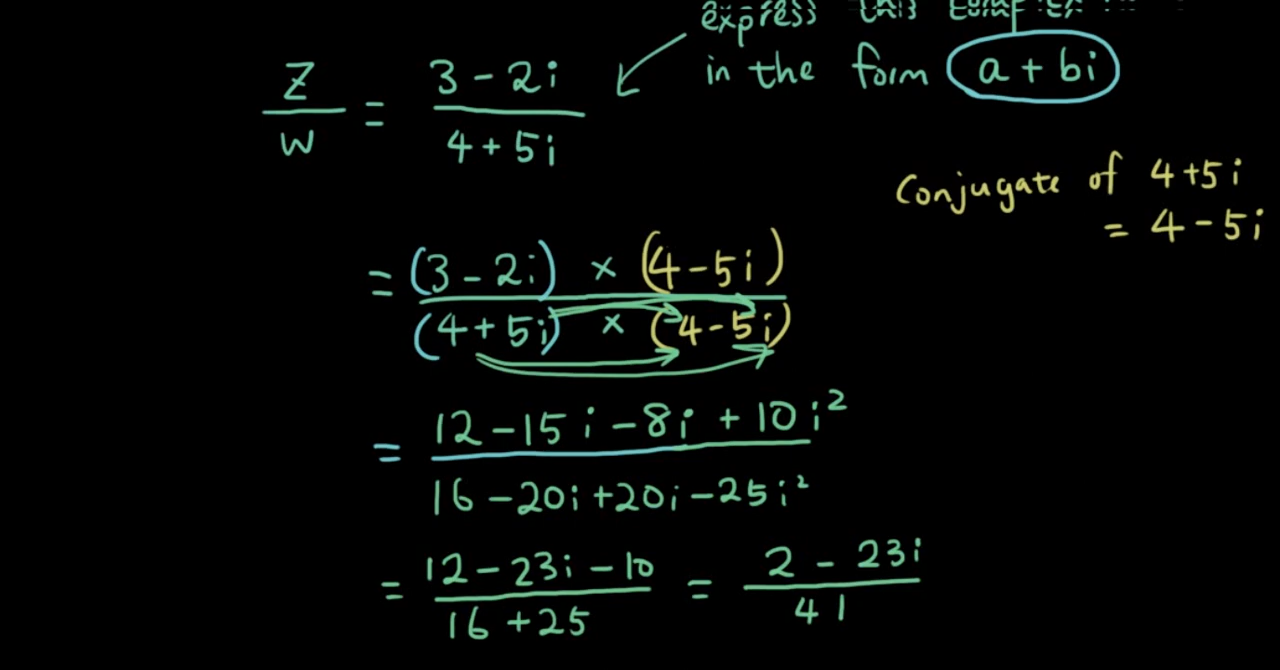 express this
in the form a + bi
z/w = (3 - 2i)/(4 + 5i)
Conjugate of 4+5i
= 4-5i
= (3-2i) × (4-5i)
(4+5i) × (4-5i)
= 12-15i-8i+10i²
16-20i+20i-25i²
= (12-23i-10)/(16+25) = (2-23i)/41